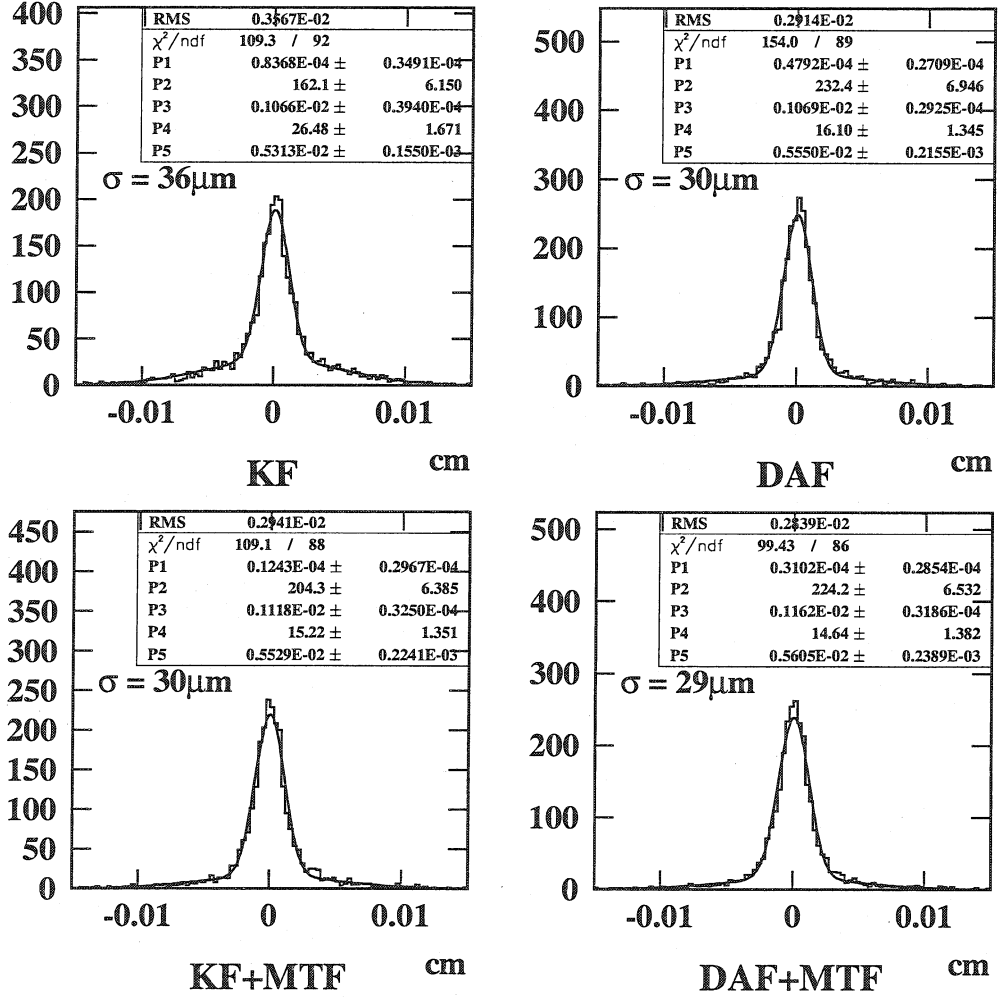 400
350
300
250
200
150
100
50
0
RMS 0.3567E-02
χ²/ndf 109.3 / 92
P1 0.8368E-04 ± 0.3491E-04
P2 162.1 ± 6.150
P3 0.1066E-02 ± 0.3940E-04
P4 26.48 ± 1.671
P5 0.5313E-02 ± 0.1550E-03
σ = 36μm
-0.01 0 0.01
KF cm
500
400
300
200
100
0
RMS 0.2914E-02
χ²/ndf 154.0 / 89
P1 0.4792E-04 ± 0.2709E-04
P2 232.4 ± 6.946
P3 0.1069E-02 ± 0.2925E-04
P4 16.10 ± 1.345
P5 0.5550E-02 ± 0.2155E-03
σ = 30μm
-0.01 0 0.01
DAF cm
450
400
350
300
250
200
150
100
50
0
RMS 0.2941E-02
χ²/ndf 109.1 / 88
P1 0.1243E-04 ± 0.2967E-04
P2 204.3 ± 6.385
P3 0.1118E-02 ± 0.3250E-04
P4 15.22 ± 1.351
P5 0.5529E-02 ± 0.2241E-03
σ = 30μm
-0.01 0 0.01
KF+MTF cm
500
400
300
200
100
0
RMS 0.2839E-02
χ²/ndf 99.43 / 86
P1 0.3102E-04 ± 0.2854E-04
P2 224.2 ± 6.532
P3 0.1162E-02 ± 0.3186E-04
P4 14.64 ± 1.382
P5 0.5605E-02 ± 0.2389E-03
σ = 29μm
-0.01 0 0.01
DAF+MTF cm